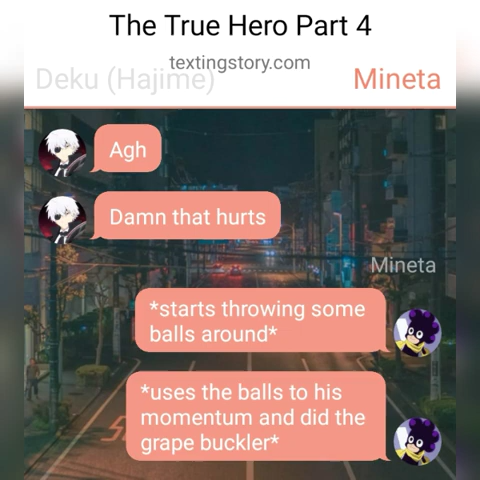 The True Hero Part 4
textingstory.com
Deku (Hajime) Mineta
Agh
Damn that hurts
Mineta
*starts throwing some
balls around*
*uses the balls to his
momentum and did the
grape buckler*